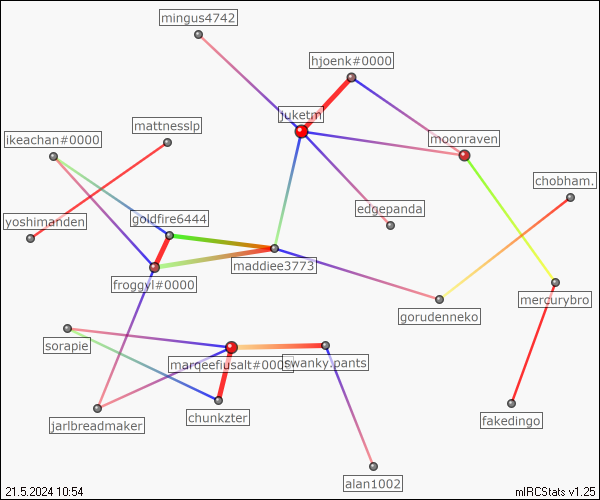 mingus4742
hjoenk#0000
juketm
mattnesslp
ikeachan#0000
moonraven
chobham.
edgepanda
goldfire6444
yoshimanden
maddiee3773
froggyl#0000
mercurybro
gorudenneko
sorapie
marqeefiusalt#000
swanky.pants
chunkzter
fakedingo
jarlbreadmaker
alan1002
21.5.2024 10:54
mIRCStats v1.25